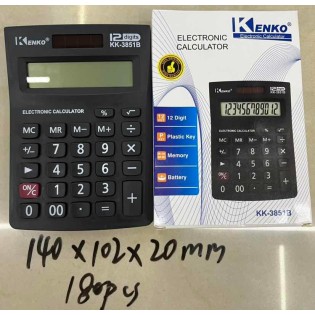 KENKO
12 digits
KK-3851B
ELECTRONIC CALCULATOR
% √
MC MR M- M+ ÷
+/- 7 8 9 ×
▶ 4 5 6 -
ON/C 1 2 3 +
0 00 . =
KENKO
Electronic Calculator
ELECTRONIC
CALCULATOR
123456789012
12 Digit
Plastic Key
Memory
Battery
KK-3851B
140 x 102 x 20 mm
180pcs